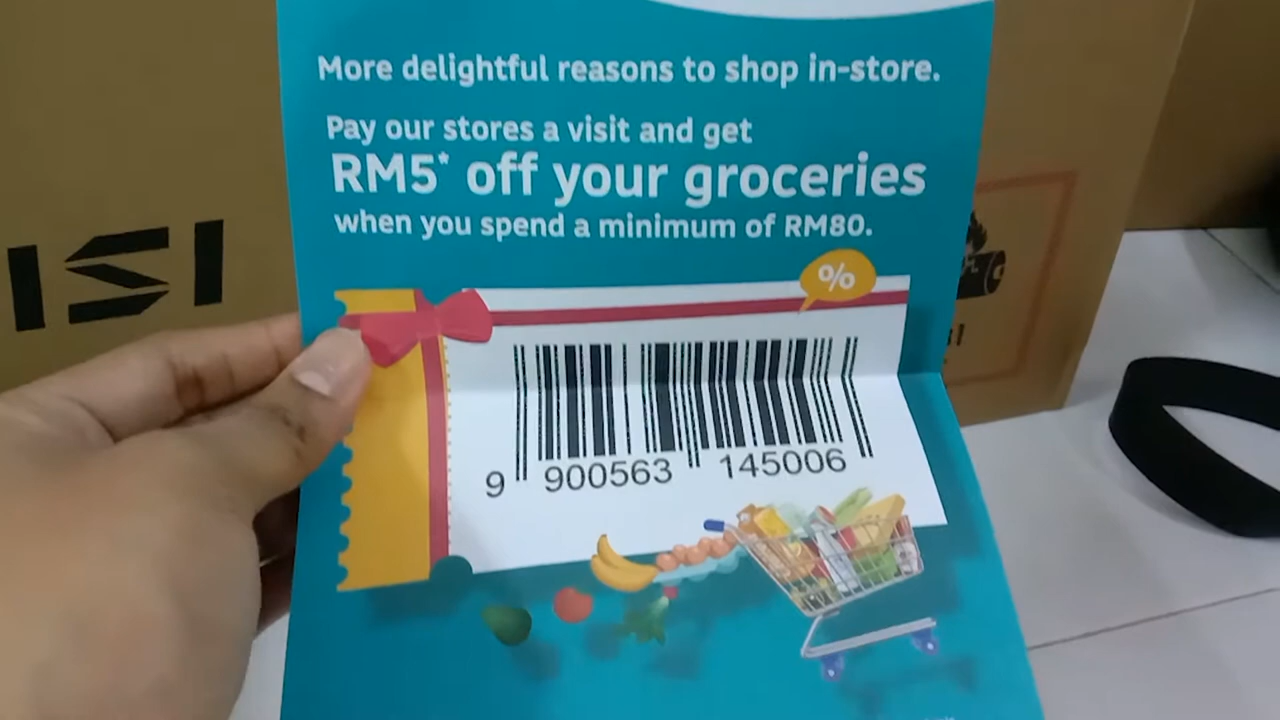 More delightful reasons to shop in-store.
Pay our stores a visit and get
RM5* off your groceries
when you spend a minimum of RM80.
%
9 900563 145006
ISI